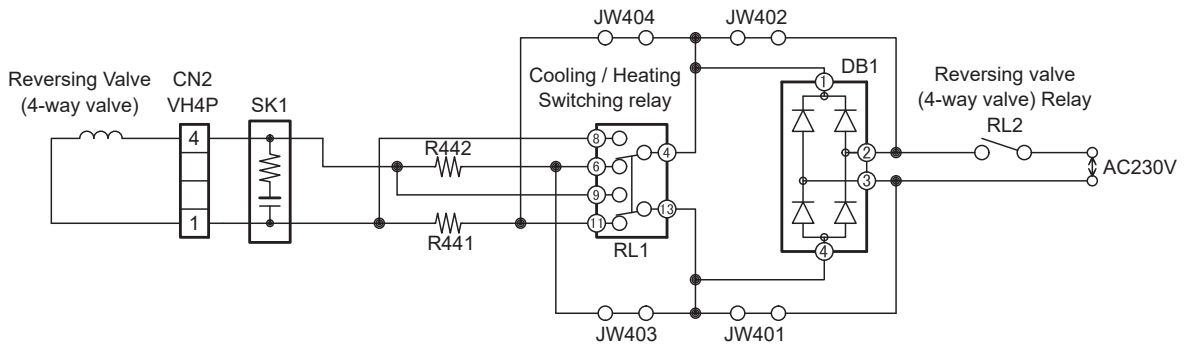 JW404
JW402
Reversing Valve
(4-way valve)
CN2
VH4P
SK1
Cooling / Heating
Switching relay
DB1
Reversing valve
(4-way valve) Relay
RL2
1
4
8
R442
4
6
2
3
AC230V
9
13
1
11
R441
RL1
4
JW403
JW401